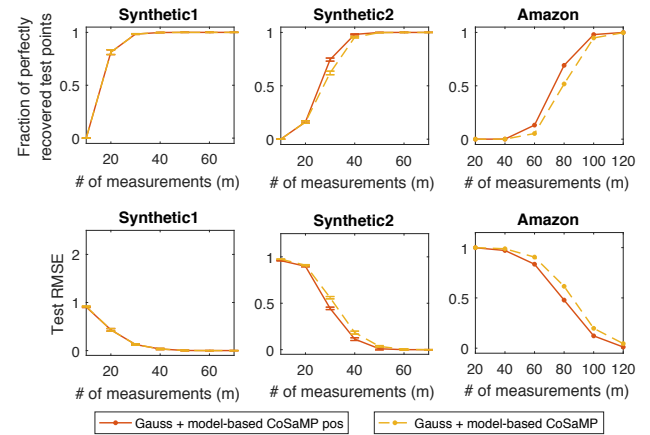 Synthetic1
Synthetic2
Amazon
Fraction of perfectly
recovered test points
1
0.5
0
20 40 60
# of measurements (m)
1
0.5
0
20 40 60
# of measurements (m)
1
0.5
0
20 40 60 80 100 120
# of measurements (m)
Synthetic1
Synthetic2
Amazon
Test RMSE
2
1
0
20 40 60
# of measurements (m)
1
0.5
0
20 40 60
# of measurements (m)
1
0.5
0
20 40 60 80 100 120
# of measurements (m)
Gauss + model-based CoSaMP pos
Gauss + model-based CoSaMP